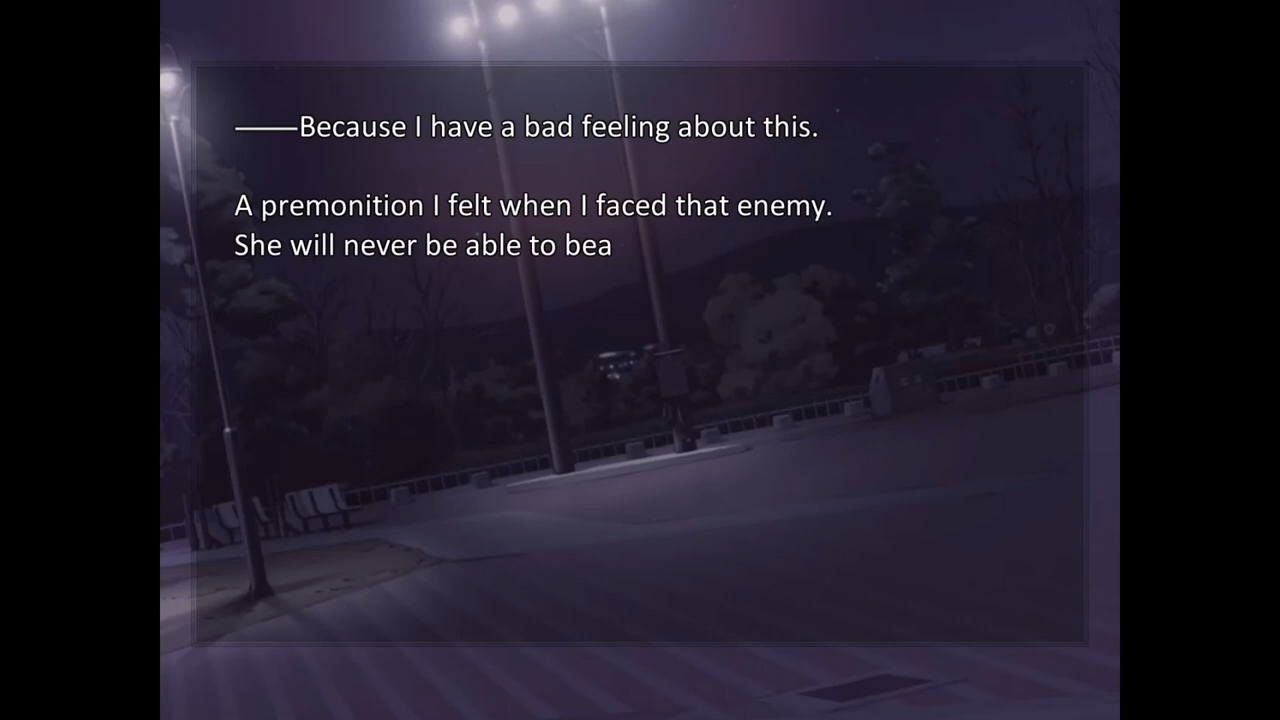 ——Because I have a bad feeling about this.
A premonition I felt when I faced that enemy.
She will never be able to bea